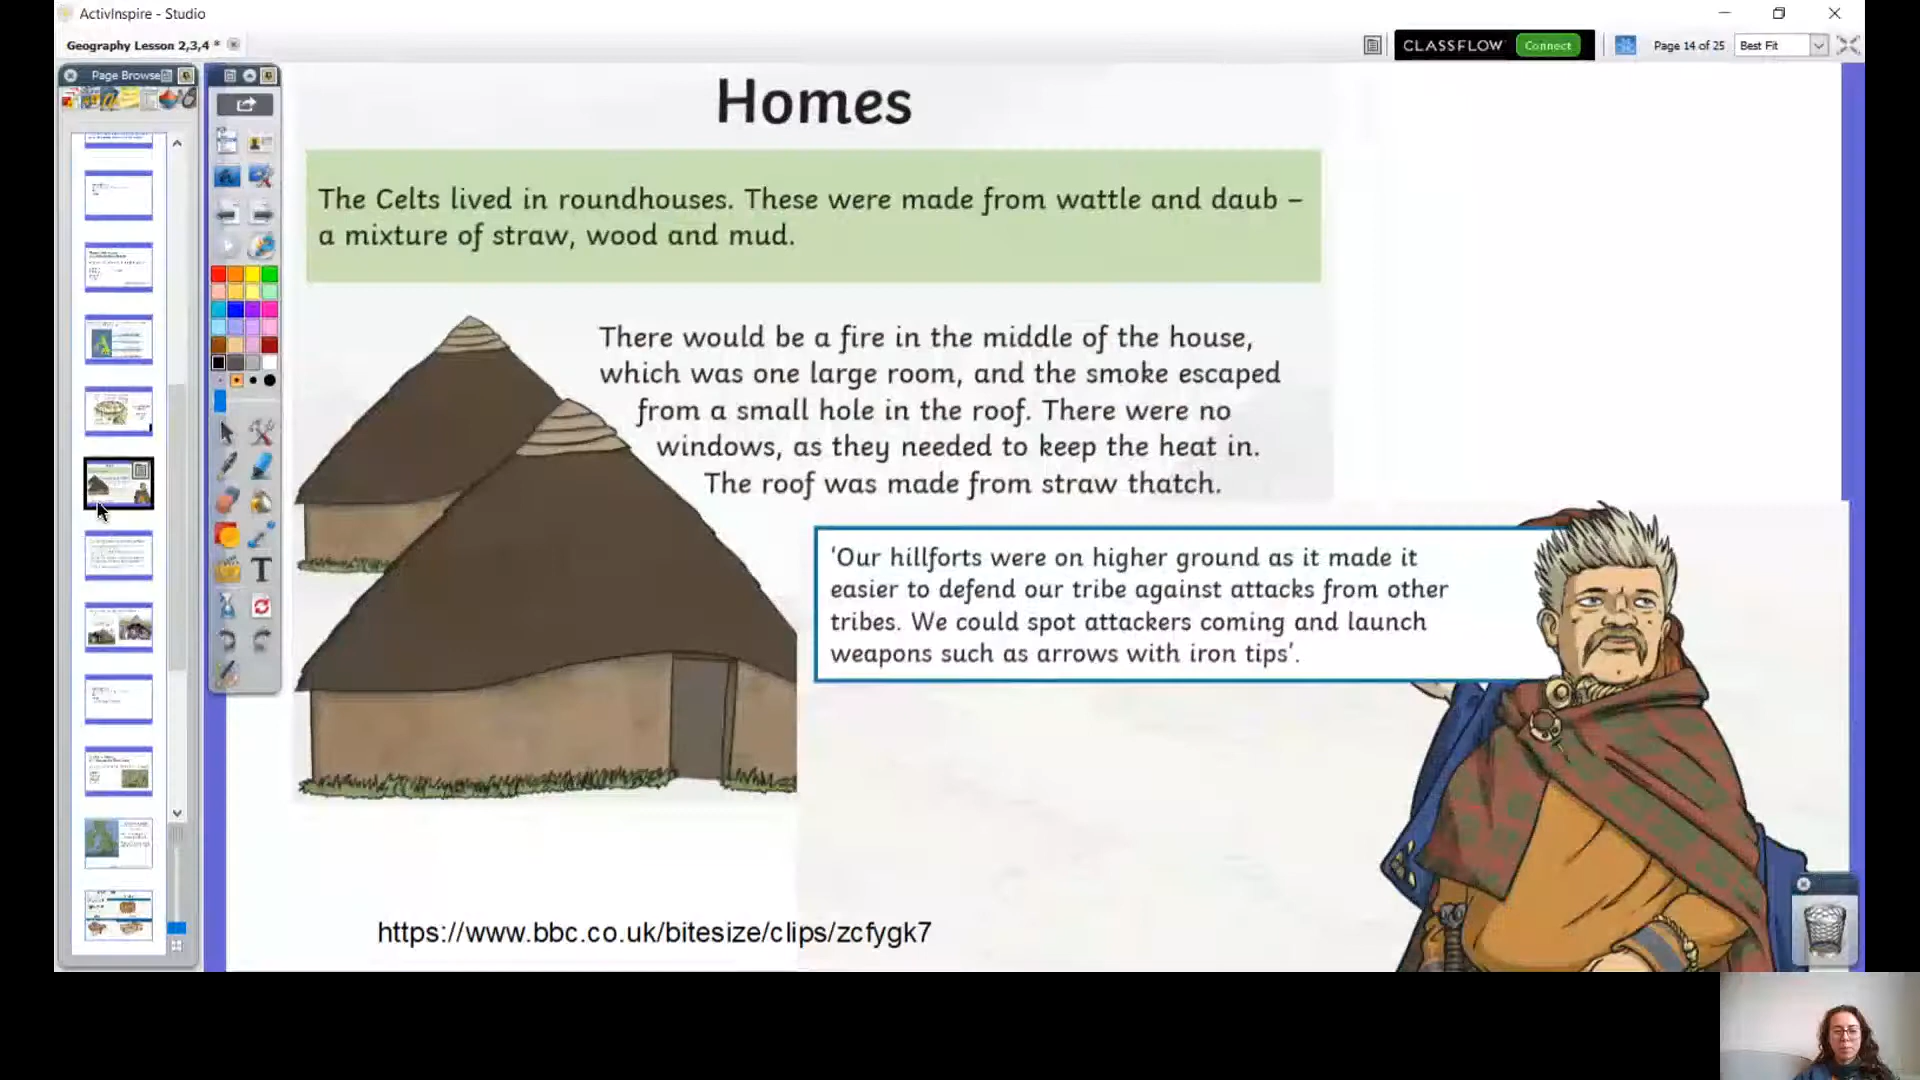 ActivInspire - Studio
Geography Lesson 2,3,4 *
CLASSFLOW
Connect
Page 14 of 25
Best Fit
Page Browse
Homes
The Celts lived in roundhouses. These were made from wattle and daub –
a mixture of straw, wood and mud.
There would be a fire in the middle of the house,
which was one large room, and the smoke escaped
from a small hole in the roof. There were no
windows, as they needed to keep the heat in.
The roof was made from straw thatch.
'Our hillforts were on higher ground as it made it
easier to defend our tribe against attacks from other
tribes. We could spot attackers coming and launch
weapons such as arrows with iron tips'.
https://www.bbc.co.uk/bitesize/clips/zcfygk7